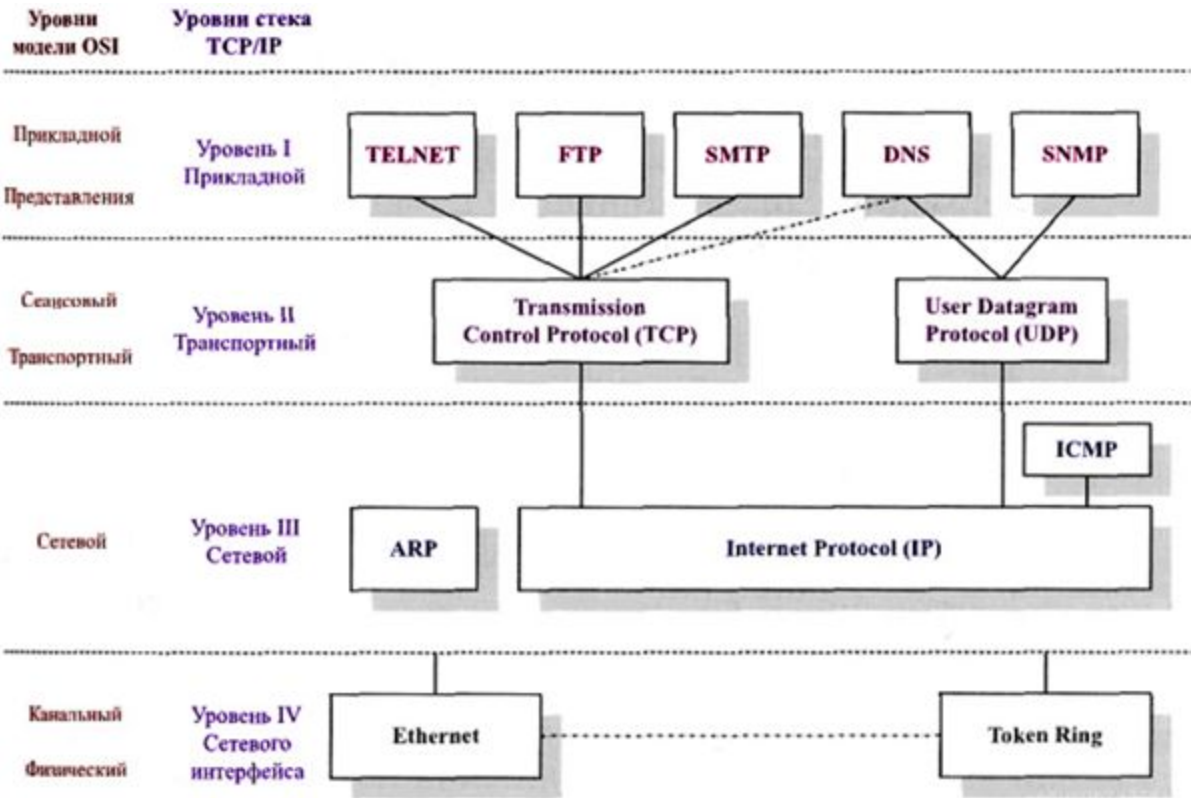 Уровни
модели OSI
Уровни стека
TCP/IP
Прикладной
Представления
Уровень I
Прикладной
TELNET
FTP
SMTP
DNS
SNMP
Сеансовый
Транспортный
Уровень II
Транспортный
Transmission
Control Protocol (TCP)
User Datagram
Protocol (UDP)
ICMP
Сетевой
Уровень III
Сетевой
ARP
Internet Protocol (IP)
Канальный
Физический
Уровень IV
Сетевого
интерфейса
Ethernet
Token Ring